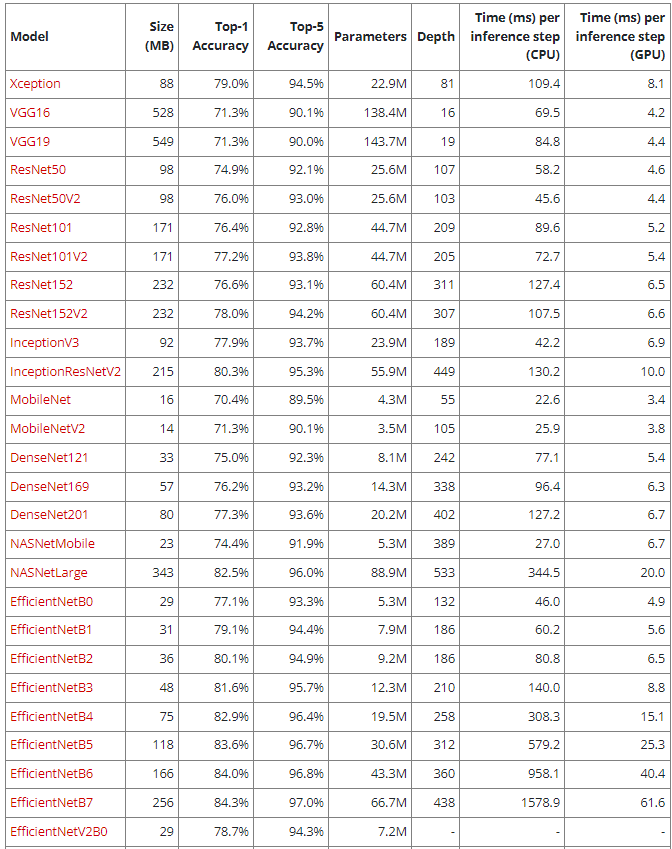 Model Size (MB) Top-1 Accuracy Top-5 Accuracy Parameters Depth Time (ms) per inference step (CPU) Time (ms) per inference step (GPU)
Xception 88 79.0% 94.5% 22.9M 81 109.4 8.1
VGG16 528 71.3% 90.1% 138.4M 16 69.5 4.2
VGG19 549 71.3% 90.0% 143.7M 19 84.8 4.4
ResNet50 98 74.9% 92.1% 25.6M 107 58.2 4.6
ResNet50V2 98 76.0% 93.0% 25.6M 103 45.6 4.4
ResNet101 171 76.4% 92.8% 44.7M 209 89.6 5.2
ResNet101V2 171 77.2% 93.8% 44.7M 205 72.7 5.4
ResNet152 232 76.6% 93.1% 60.4M 311 127.4 6.5
ResNet152V2 232 78.0% 94.2% 60.4M 307 107.5 6.6
InceptionV3 92 77.9% 93.7% 23.9M 189 42.2 6.9
InceptionResNetV2 215 80.3% 95.3% 55.9M 449 130.2 10.0
MobileNet 16 70.4% 89.5% 4.3M 55 22.6 3.4
MobileNetV2 14 71.3% 90.1% 3.5M 105 25.9 3.8
DenseNet121 33 75.0% 92.3% 8.1M 242 77.1 5.4
DenseNet169 57 76.2% 93.2% 14.3M 338 96.4 6.3
DenseNet201 80 77.3% 93.6% 20.2M 402 127.2 6.7
NASNetMobile 23 74.4% 91.9% 5.3M 389 27.0 6.7
NASNetLarge 343 82.5% 96.0% 88.9M 533 344.5 20.0
EfficientNetB0 29 77.1% 93.3% 5.3M 132 46.0 4.9
EfficientNetB1 31 79.1% 94.4% 7.9M 186 60.2 5.6
EfficientNetB2 36 80.1% 94.9% 9.2M 186 80.8 6.5
EfficientNetB3 48 81.6% 95.7% 12.3M 210 140.0 8.8
EfficientNetB4 75 82.9% 96.4% 19.5M 258 308.3 15.1
EfficientNetB5 118 83.6% 96.7% 30.6M 312 579.2 25.3
EfficientNetB6 166 84.0% 96.8% 43.3M 360 958.1 40.4
EfficientNetB7 256 84.3% 97.0% 66.7M 438 1578.9 61.6
EfficientNetV2B0 29 78.7% 94.3% 7.2M - - -